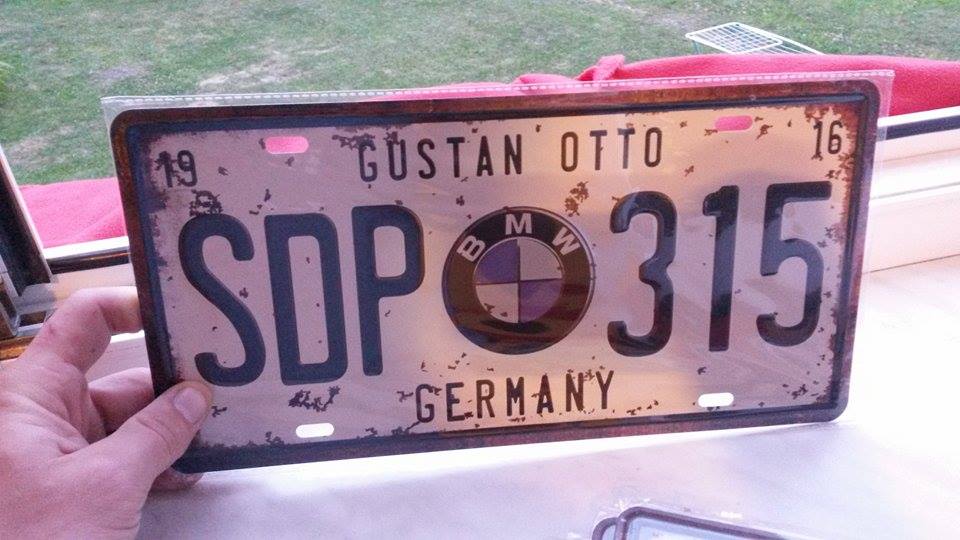 19 GUSTAN OTTO 16
SDP BMW 315
GERMANY